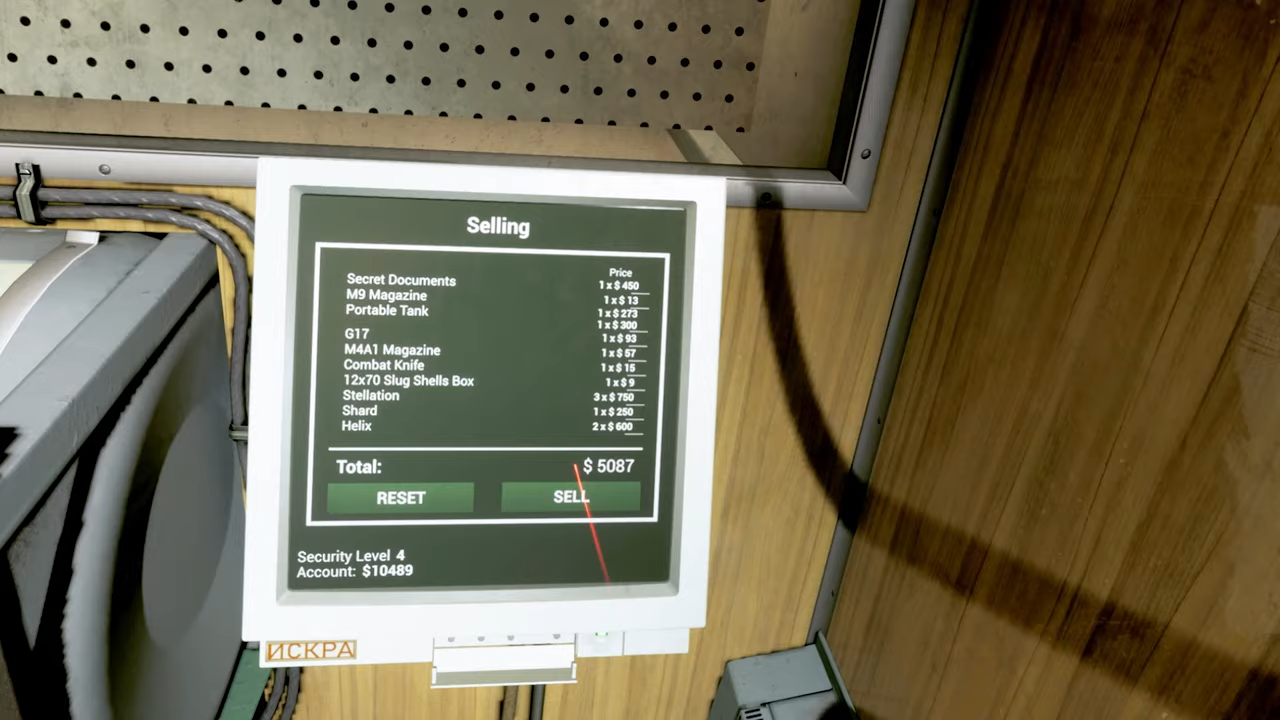 Selling
Price
Secret Documents 1 x $ 450
M9 Magazine 1 x $ 13
Portable Tank 1 x $ 273
1 x $ 300
G17 1 x $ 93
M4A1 Magazine 1 x $ 57
Combat Knife 1 x $ 15
12x70 Slug Shells Box 1 x $ 9
Stellation 3 x $ 750
Shard 1 x $ 250
Helix 2 x $ 600
Total: $ 5087
RESET SELL
Security Level 4
Account: $10489
ИСКРА